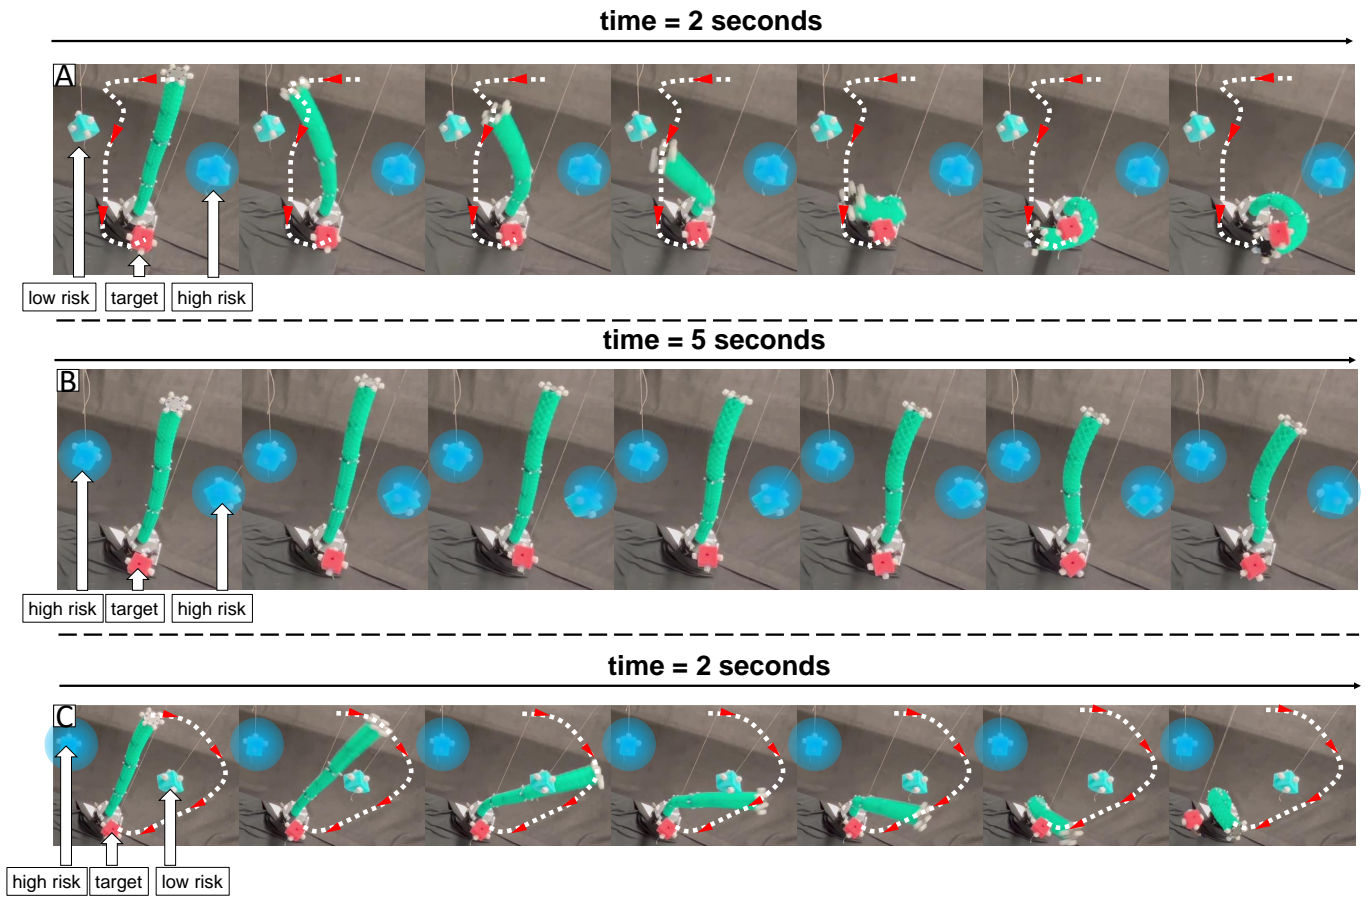 time = 2 seconds
A
low risk
target
high risk
time = 5 seconds
B
high risk
target
high risk
time = 2 seconds
C
high risk
target
low risk